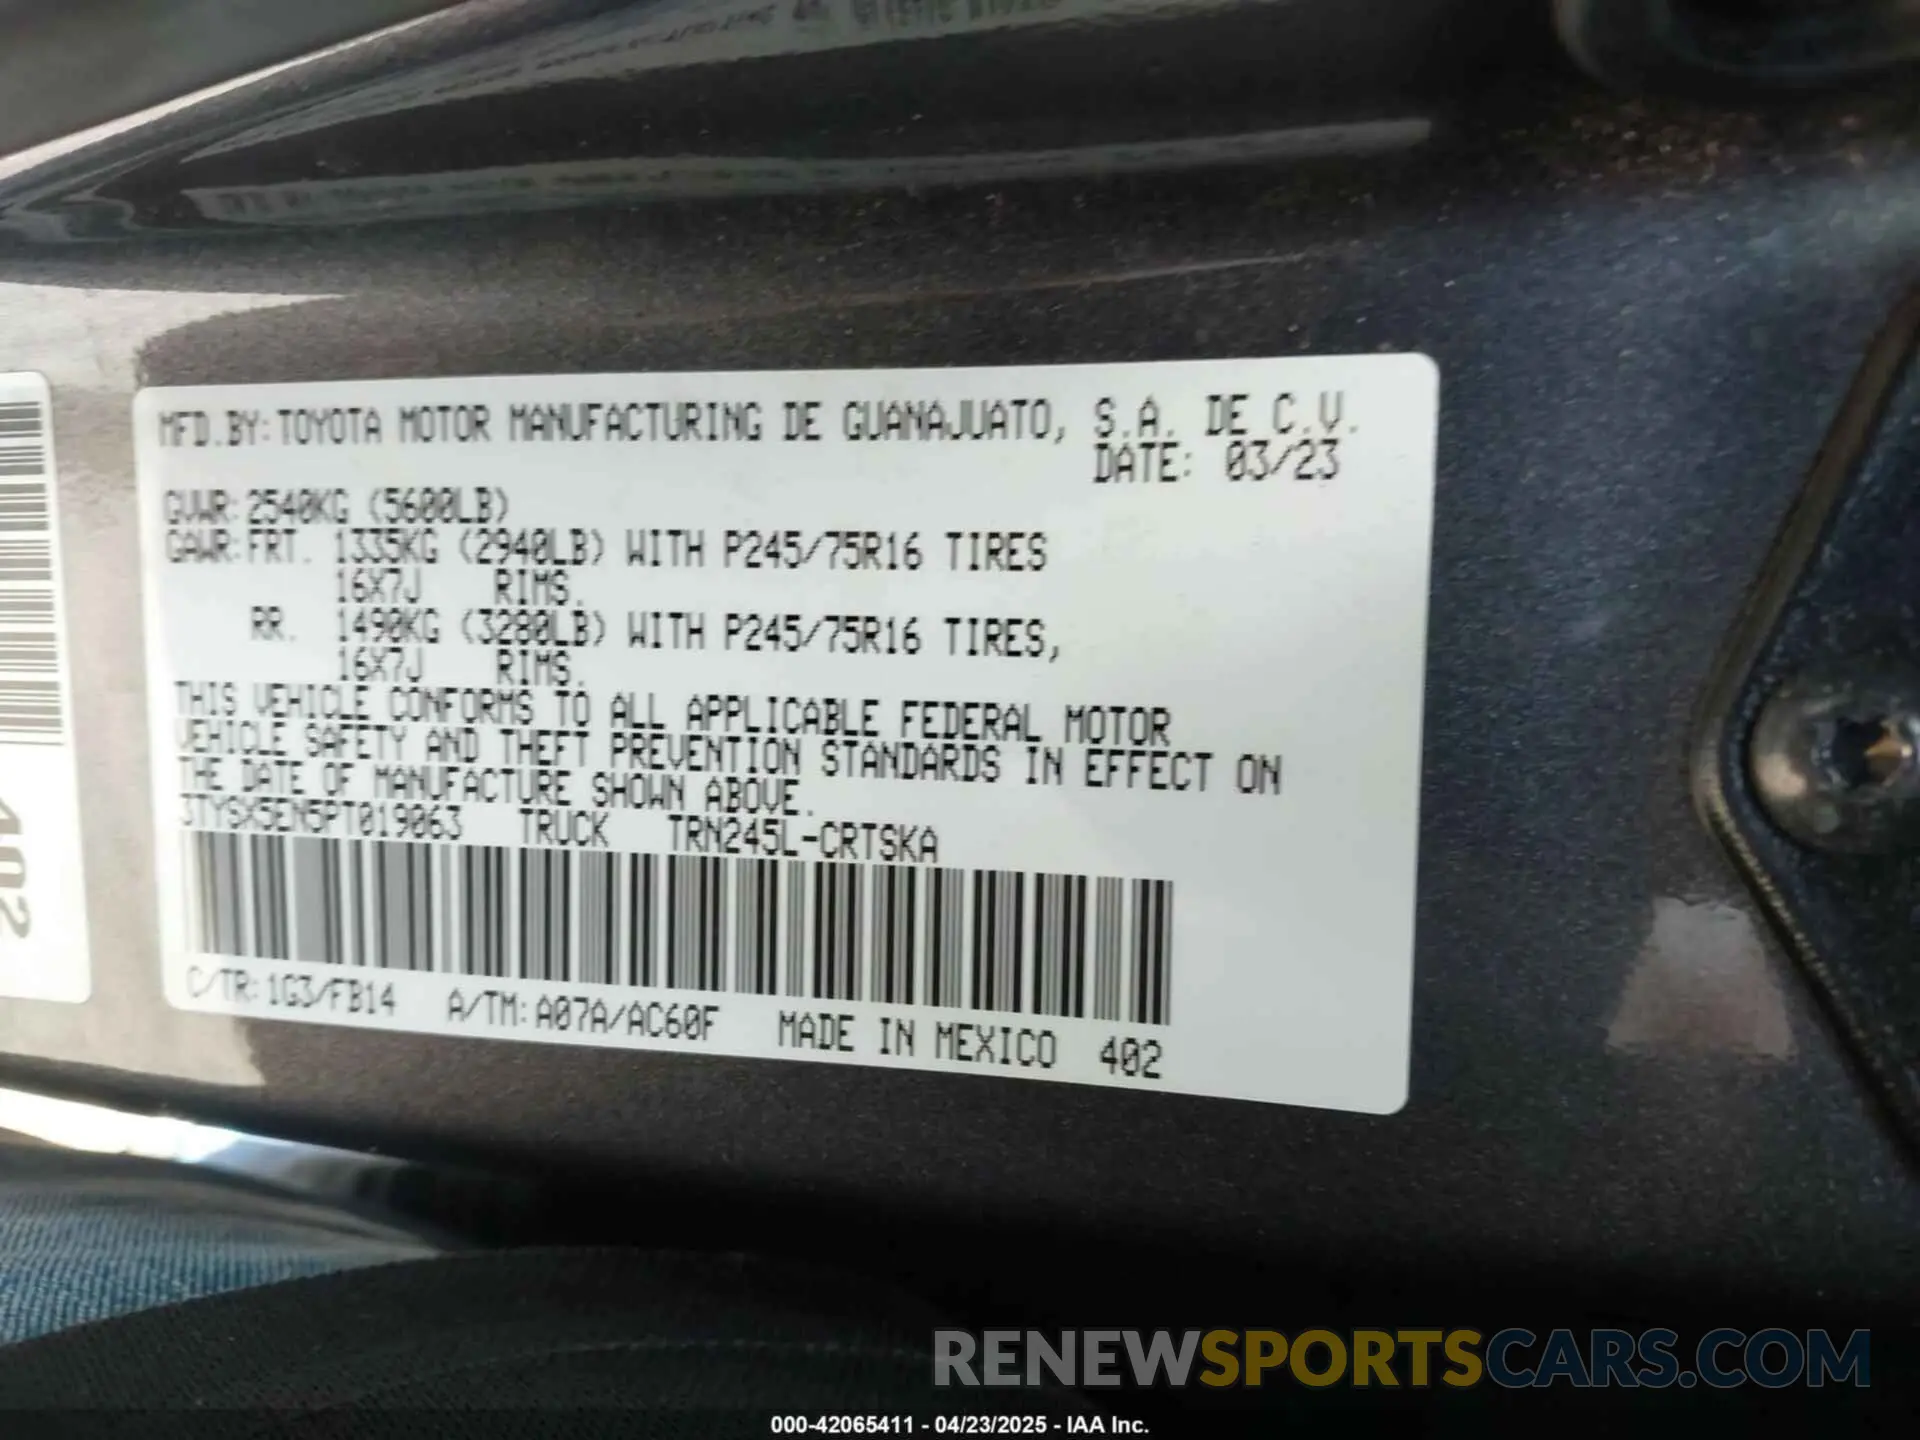 MFD.BY:TOYOTA MOTOR MANUFACTURING DE GUANAJUATO, S.A. DE C.V.
DATE: 03/23
GVWR:2540KG (5600LB)
GAWR:FRT. 1335KG (2940LB) WITH P245/75R16 TIRES
16X7J RIMS.
RR. 1490KG (3280LB) WITH P245/75R16 TIRES,
16X7J RIMS.
THIS VEHICLE CONFORMS TO ALL APPLICABLE FEDERAL MOTOR
VEHICLE SAFETY AND THEFT PREVENTION STANDARDS IN EFFECT ON
THE DATE OF MANUFACTURE SHOWN ABOVE.
3TYSX5EN5PT019063 TRUCK TRN245L-CRTSKA
C/TR:1G3/FB14 A/TM:A07A/AC60F MADE IN MEXICO 402
402
RENEWSPORTSCARS.COM
000-42065411 - 04/23/2025 - IAA Inc.